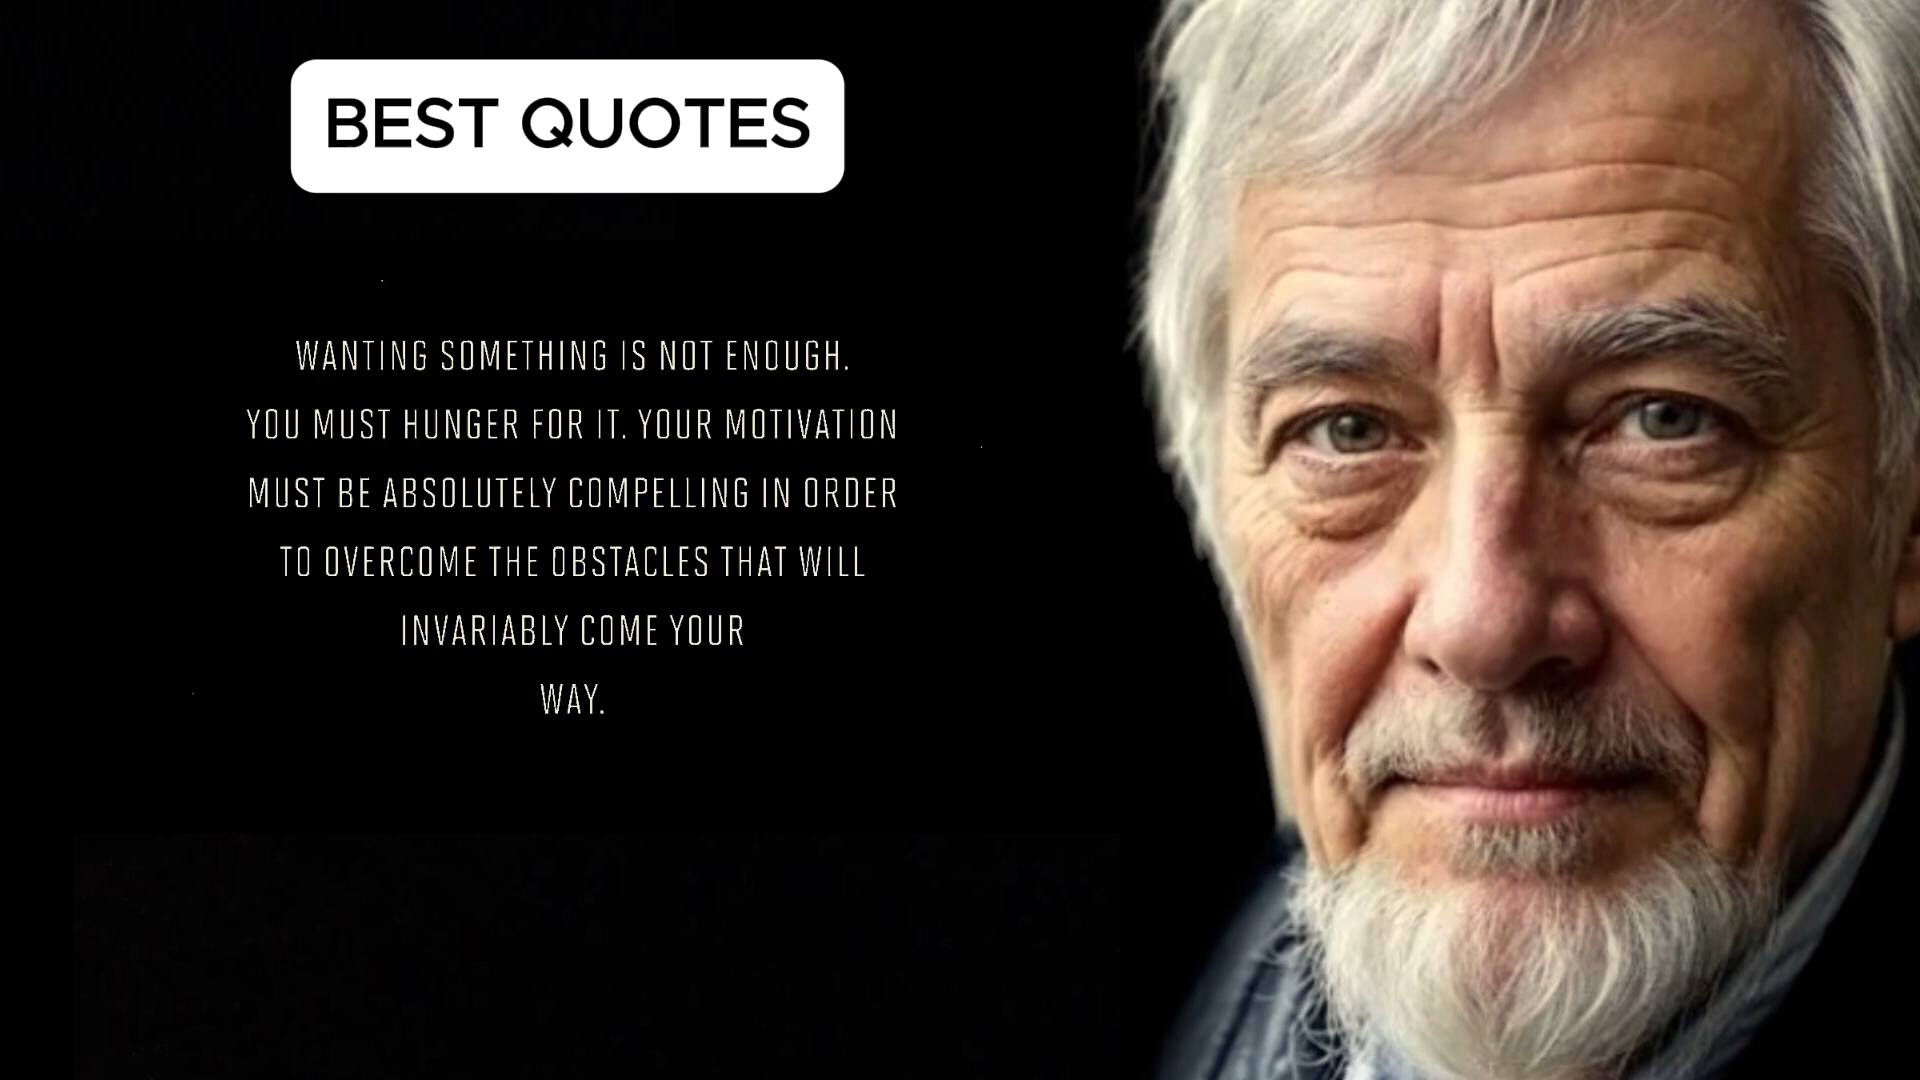 BEST QUOTES
WANTING SOMETHING IS NOT ENOUGH.
YOU MUST HUNGER FOR IT. YOUR MOTIVATION
MUST BE ABSOLUTELY COMPELLING IN ORDER
TO OVERCOME THE OBSTACLES THAT WILL
INVARIABLY COME YOUR
WAY.